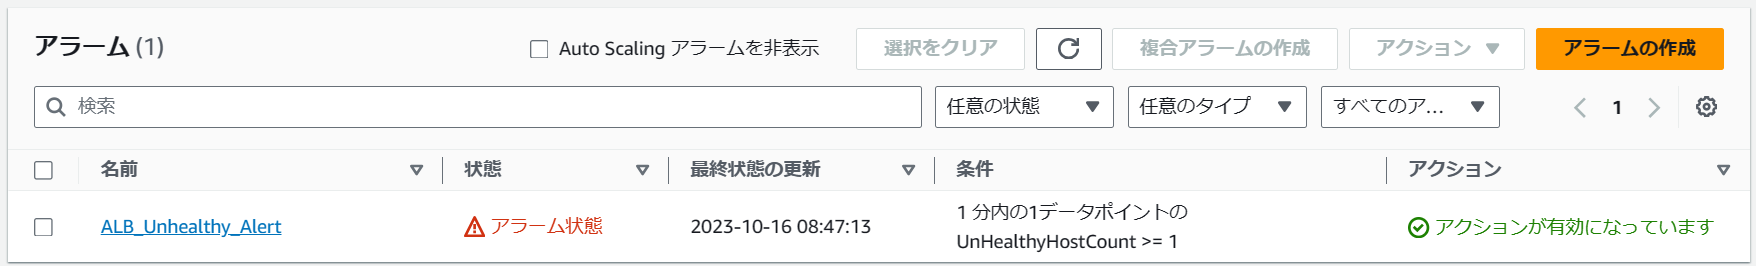 アラーム (1)
Auto Scaling アラームを非表示
選択をクリア
複合アラームの作成
アクション
アラームの作成
検索
任意の状態
任意のタイプ
すべてのア...
1
名前
状態
最終状態の更新
条件
アクション
ALB_Unhealthy_Alert
アラーム状態
2023-10-16 08:47:13
1 分内の1データポイントの
UnHealthyHostCount >= 1
アクションが有効になっています